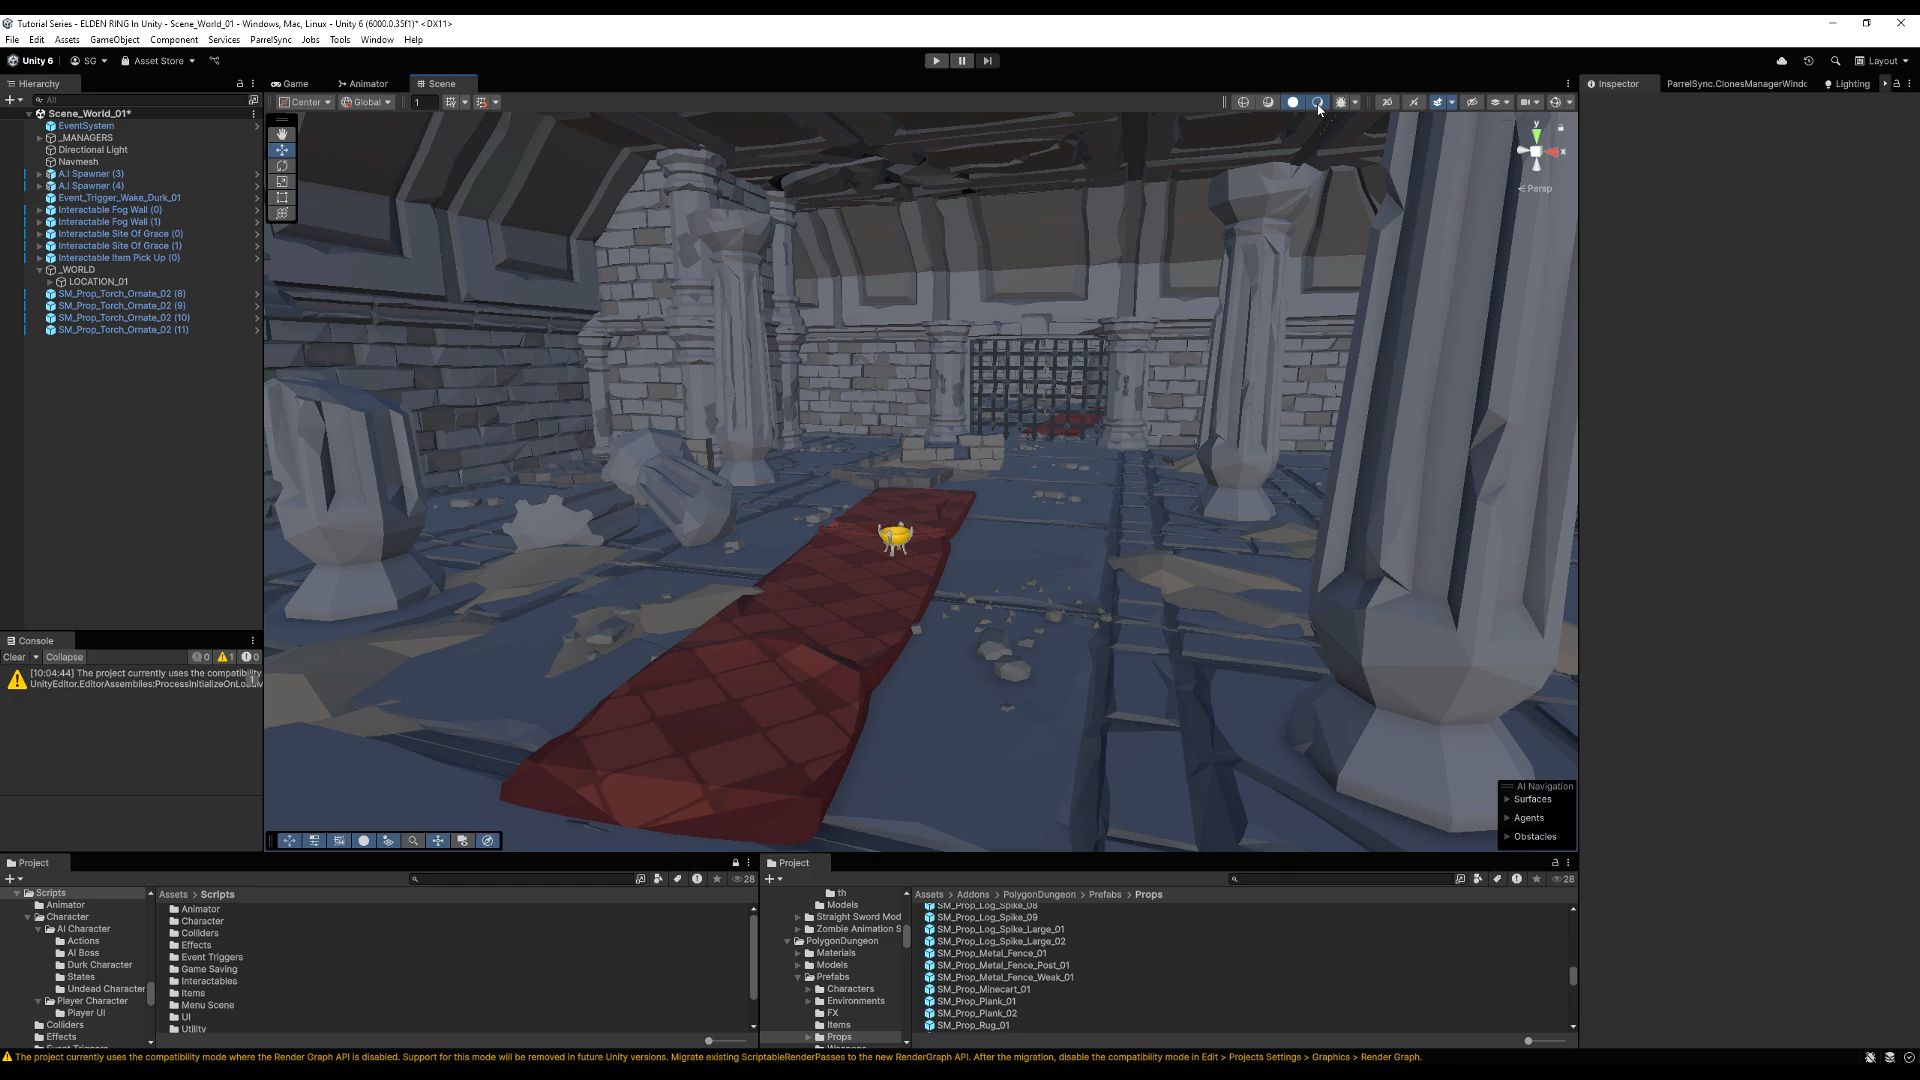 Tutorial Series - ELDEN RING In Unity - Scene_World_01 - Windows, Mac, Linux - Unity 6 (6000.0.35f1)* <DX11>
File Edit Assets GameObject Component Services ParrelSync Jobs Tools Window Help
Unity 6 SG Asset Store Layout
Hierarchy
All
Scene_World_01*
EventSystem
_MANAGERS
Directional Light
Navmesh
A.I Spawner (3)
A.I Spawner (4)
Event_Trigger_Wake_Durk_01
Interactable Fog Wall (0)
Interactable Fog Wall (1)
Interactable Site Of Grace (0)
Interactable Site Of Grace (1)
Interactable Item Pick Up (0)
_WORLD
LOCATION_01
SM_Prop_Torch_Ornate_02 (8)
SM_Prop_Torch_Ornate_02 (9)
SM_Prop_Torch_Ornate_02 (10)
SM_Prop_Torch_Ornate_02 (11)
Game Animator Scene
Center Global 1 2D
y
x
Persp
Inspector ParrelSync.ClonesManagerWindo Lighting
AI Navigation
Surfaces
Agents
Obstacles
Console
Clear Collapse 0 1 0
[10:04:44] The project currently uses the compatibility
UnityEditor.EditorAssemblies:ProcessInitializeOnLoad
1
Project
28
Scripts
Animator
Character
AI Character
Actions
AI Boss
Durk Character
States
Undead Character
Player Character
Player UI
Colliders
Effects
Event Triggers
Assets > Scripts
Animator
Character
Colliders
Effects
Event Triggers
Game Saving
Interactables
Items
Menu Scene
UI
Utility
Project
28
th
Models
Straight Sword Mod
Zombie Animation S
PolygonDungeon
Materials
Models
Prefabs
Characters
Environments
FX
Items
Props
Assets > Addons > PolygonDungeon > Prefabs > Props
SM_Prop_Log_Spike_08
SM_Prop_Log_Spike_09
SM_Prop_Log_Spike_Large_01
SM_Prop_Log_Spike_Large_02
SM_Prop_Metal_Fence_01
SM_Prop_Metal_Fence_Post_01
SM_Prop_Metal_Fence_Weak_01
SM_Prop_Minecart_01
SM_Prop_Plank_01
SM_Prop_Plank_02
SM_Prop_Rug_01
The project currently uses the compatibility mode where the Render Graph API is disabled. Support for this mode will be removed in future Unity versions. Migrate existing ScriptableRenderPasses to the new RenderGraph API. After the migration, disable the compatibility mode in Edit > Projects Settings > Graphics > Render Graph.